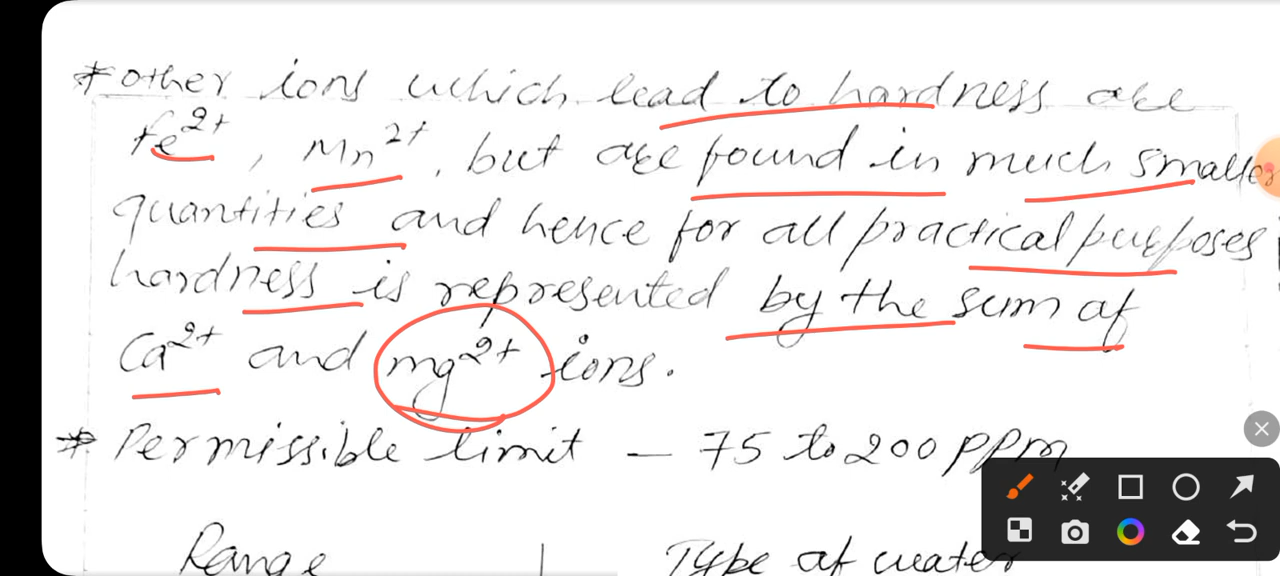 * other ions which lead to hardness are
Fe²⁺, Mn²⁺, but are found in much smaller
quantities and hence for all practical purposes
hardness is represented by the sum of
Ca²⁺ and mg²⁺ ions.
* Permissible limit - 75 to 200 ppm
Range | Type of water